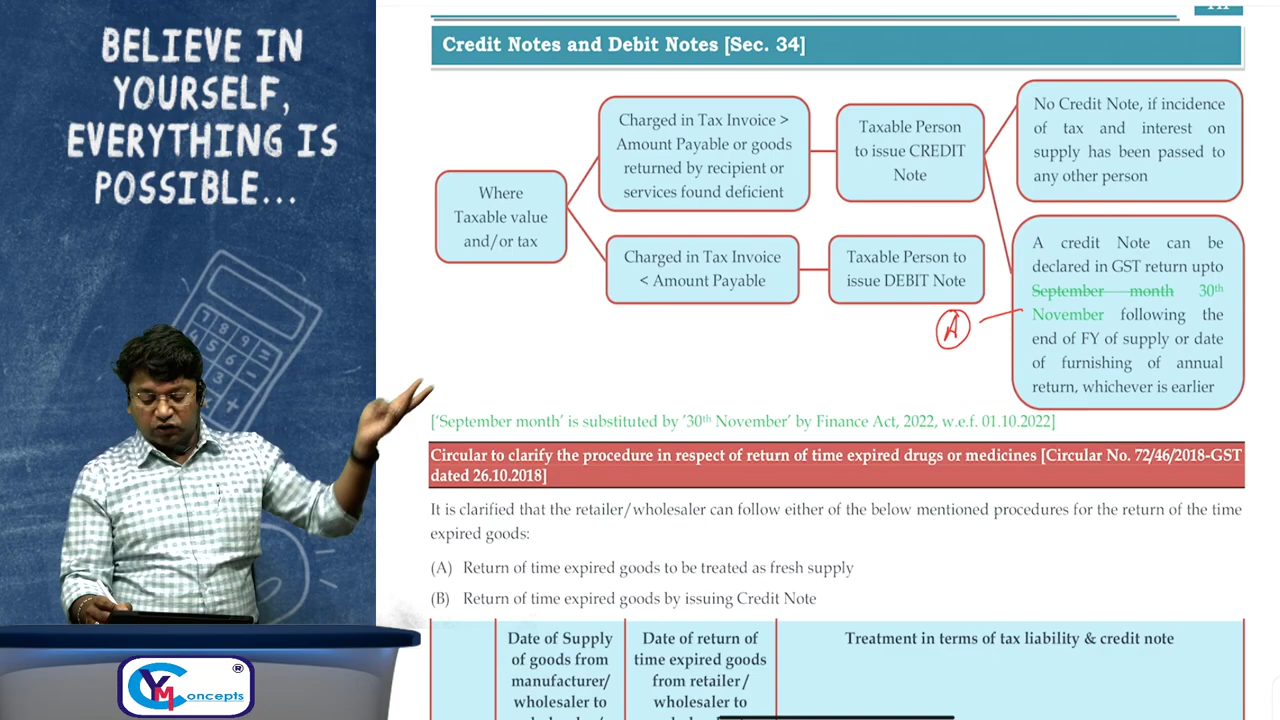 BELIEVE IN
YOURSELF,
EVERYTHING IS
POSSIBLE...
789=
456-
3
YM Concepts
®
Credit Notes and Debit Notes [Sec. 34]
Where
Taxable value
and/or tax
Charged in Tax Invoice >
Amount Payable or goods
returned by recipient or
services found deficient
Taxable Person
to issue CREDIT
Note
No Credit Note, if incidence
of tax and interest on
supply has been passed to
any other person
Charged in Tax Invoice
< Amount Payable
Taxable Person to
issue DEBIT Note
A credit Note can be
declared in GST return upto
September month 30th
November following the
end of FY of supply or date
of furnishing of annual
return, whichever is earlier
A
['September month' is substituted by '30th November' by Finance Act, 2022, w.e.f. 01.10.2022]
Circular to clarify the procedure in respect of return of time expired drugs or medicines [Circular No. 72/46/2018-GST
dated 26.10.2018]
It is clarified that the retailer/wholesaler can follow either of the below mentioned procedures for the return of the time
expired goods:
(A) Return of time expired goods to be treated as fresh supply
(B) Return of time expired goods by issuing Credit Note
Date of Supply
of goods from
manufacturer/
wholesaler to
Date of return of
time expired goods
from retailer /
wholesaler to
Treatment in terms of tax liability & credit note